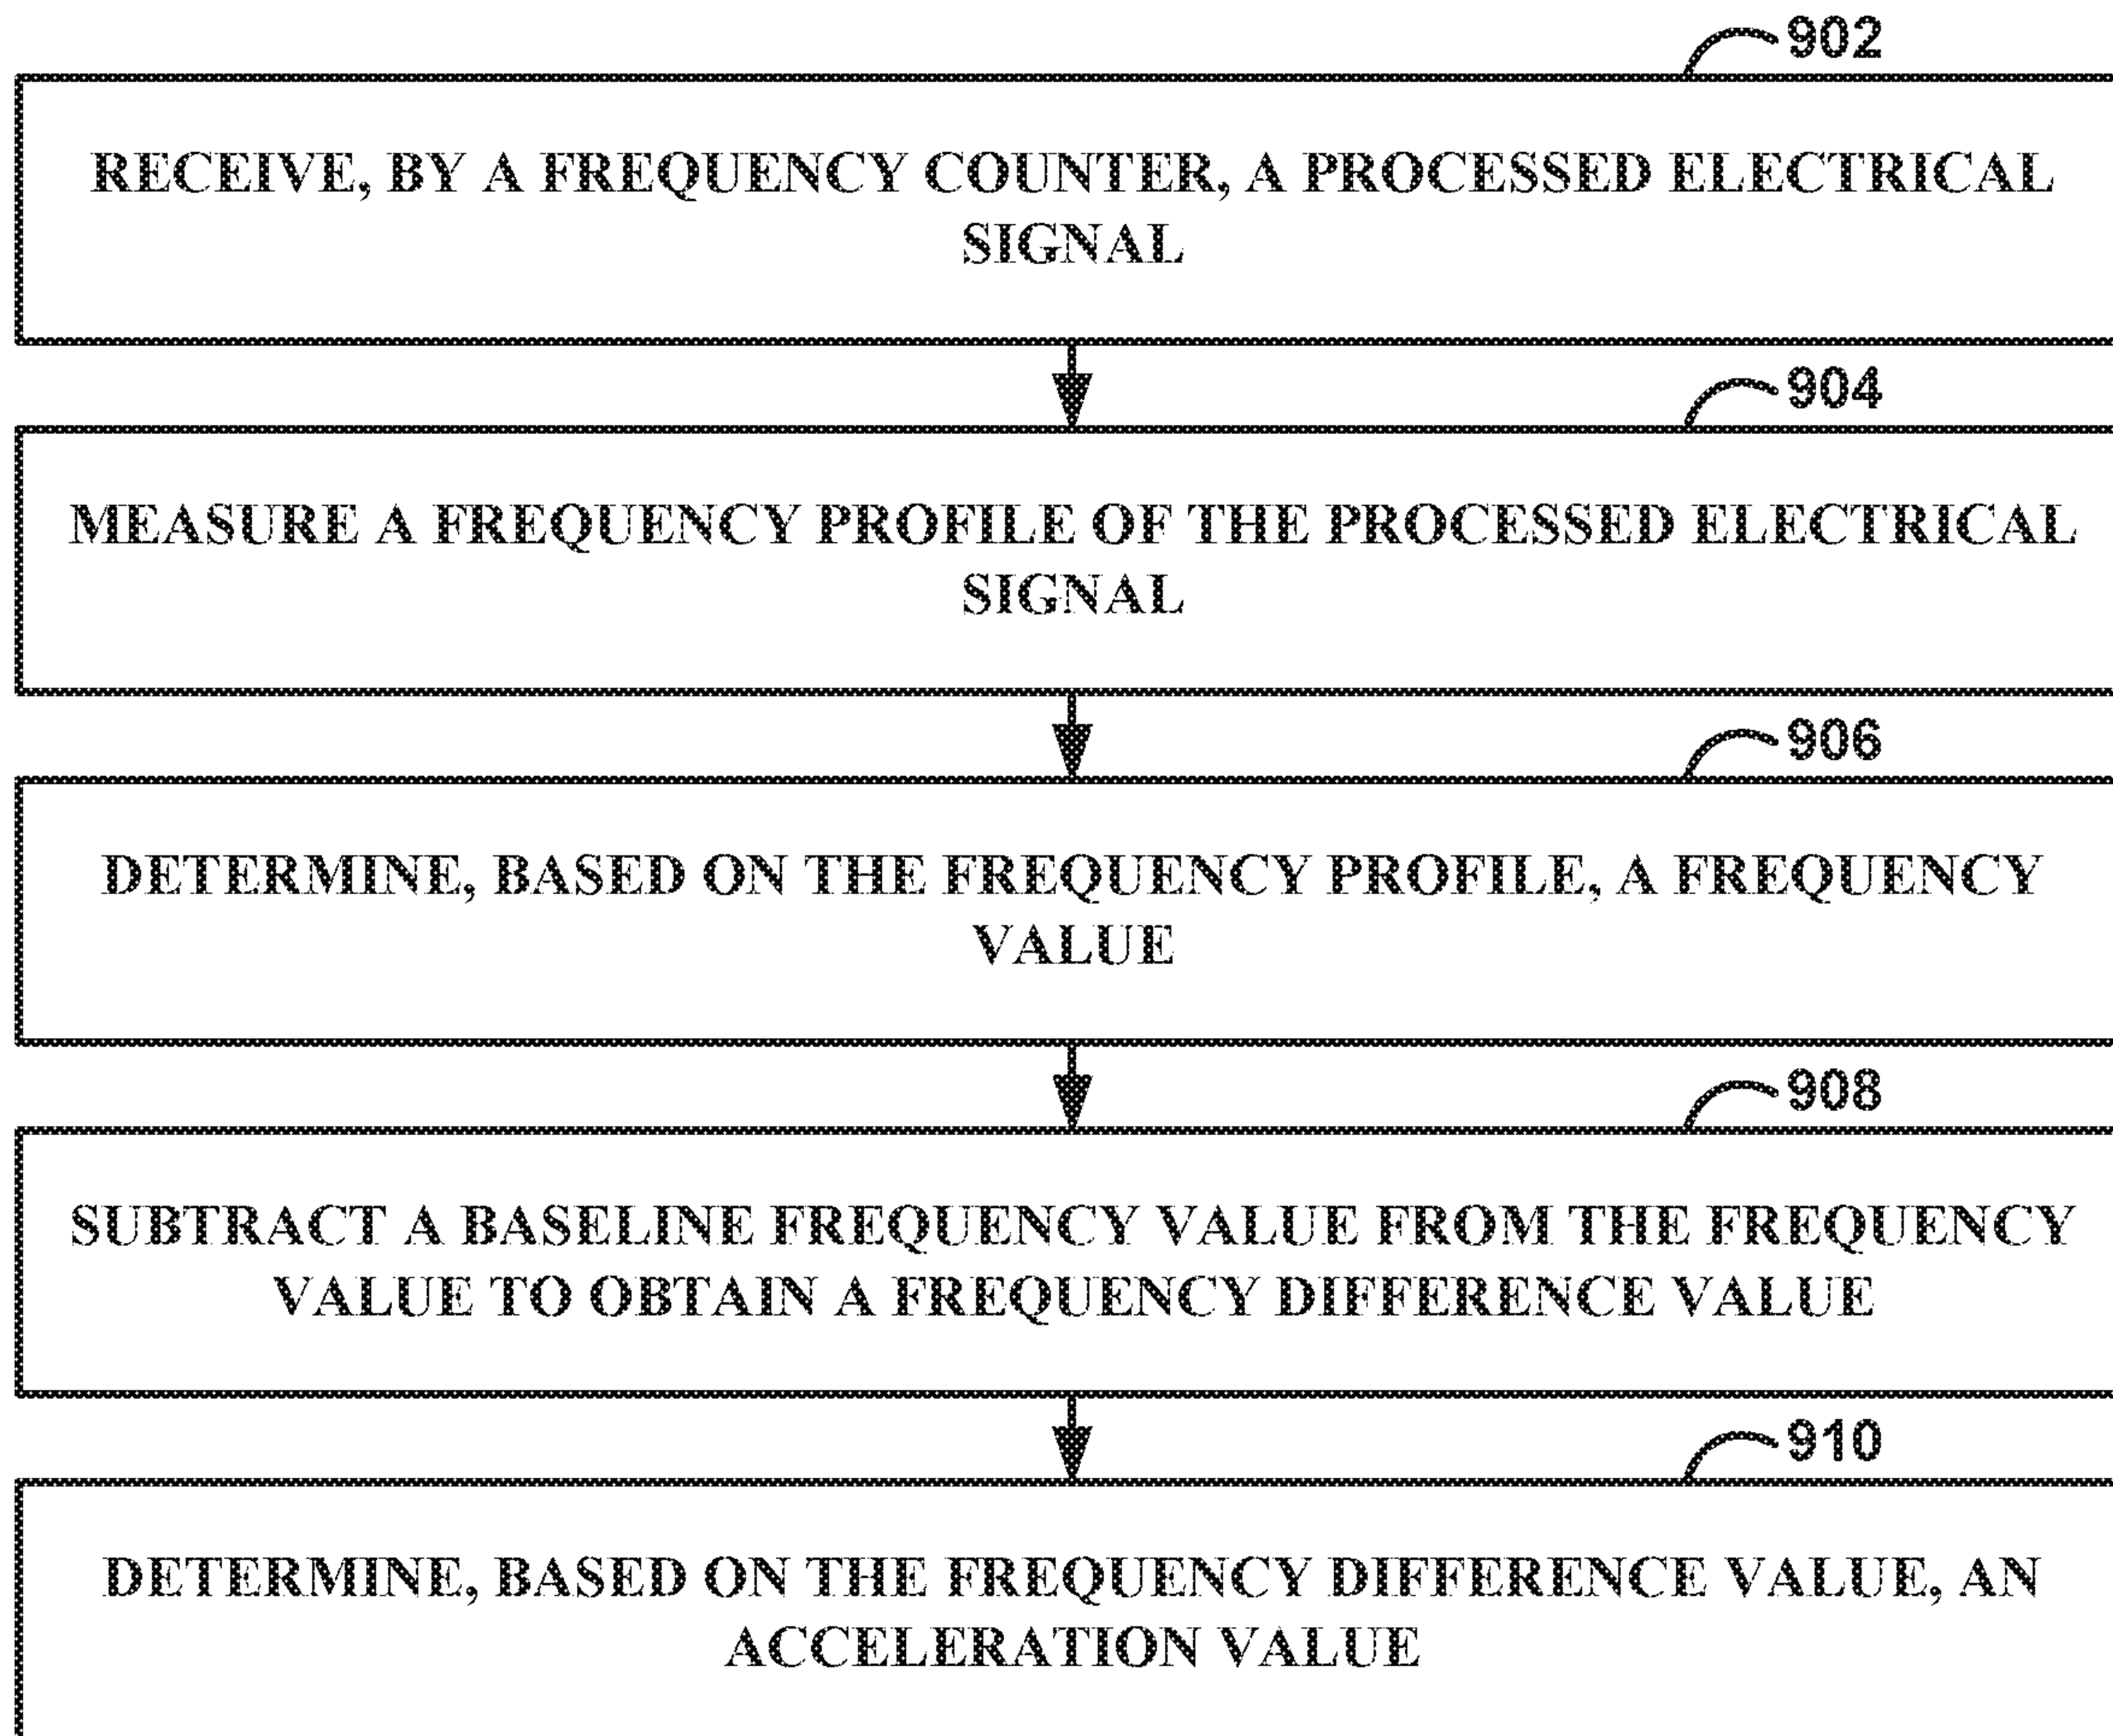 902
RECEIVE, BY A FREQUENCY COUNTER, A PROCESSED ELECTRICAL
SIGNAL
904
MEASURE A FREQUENCY PROFILE OF THE PROCESSED ELECTRICAL
SIGNAL
906
DETERMINE, BASED ON THE FREQUENCY PROFILE, A FREQUENCY
VALUE
908
SUBTRACT A BASELINE FREQUENCY VALUE FROM THE FREQUENCY
VALUE TO OBTAIN A FREQUENCY DIFFERENCE VALUE
910
DETERMINE, BASED ON THE FREQUENCY DIFFERENCE VALUE, AN
ACCELERATION VALUE